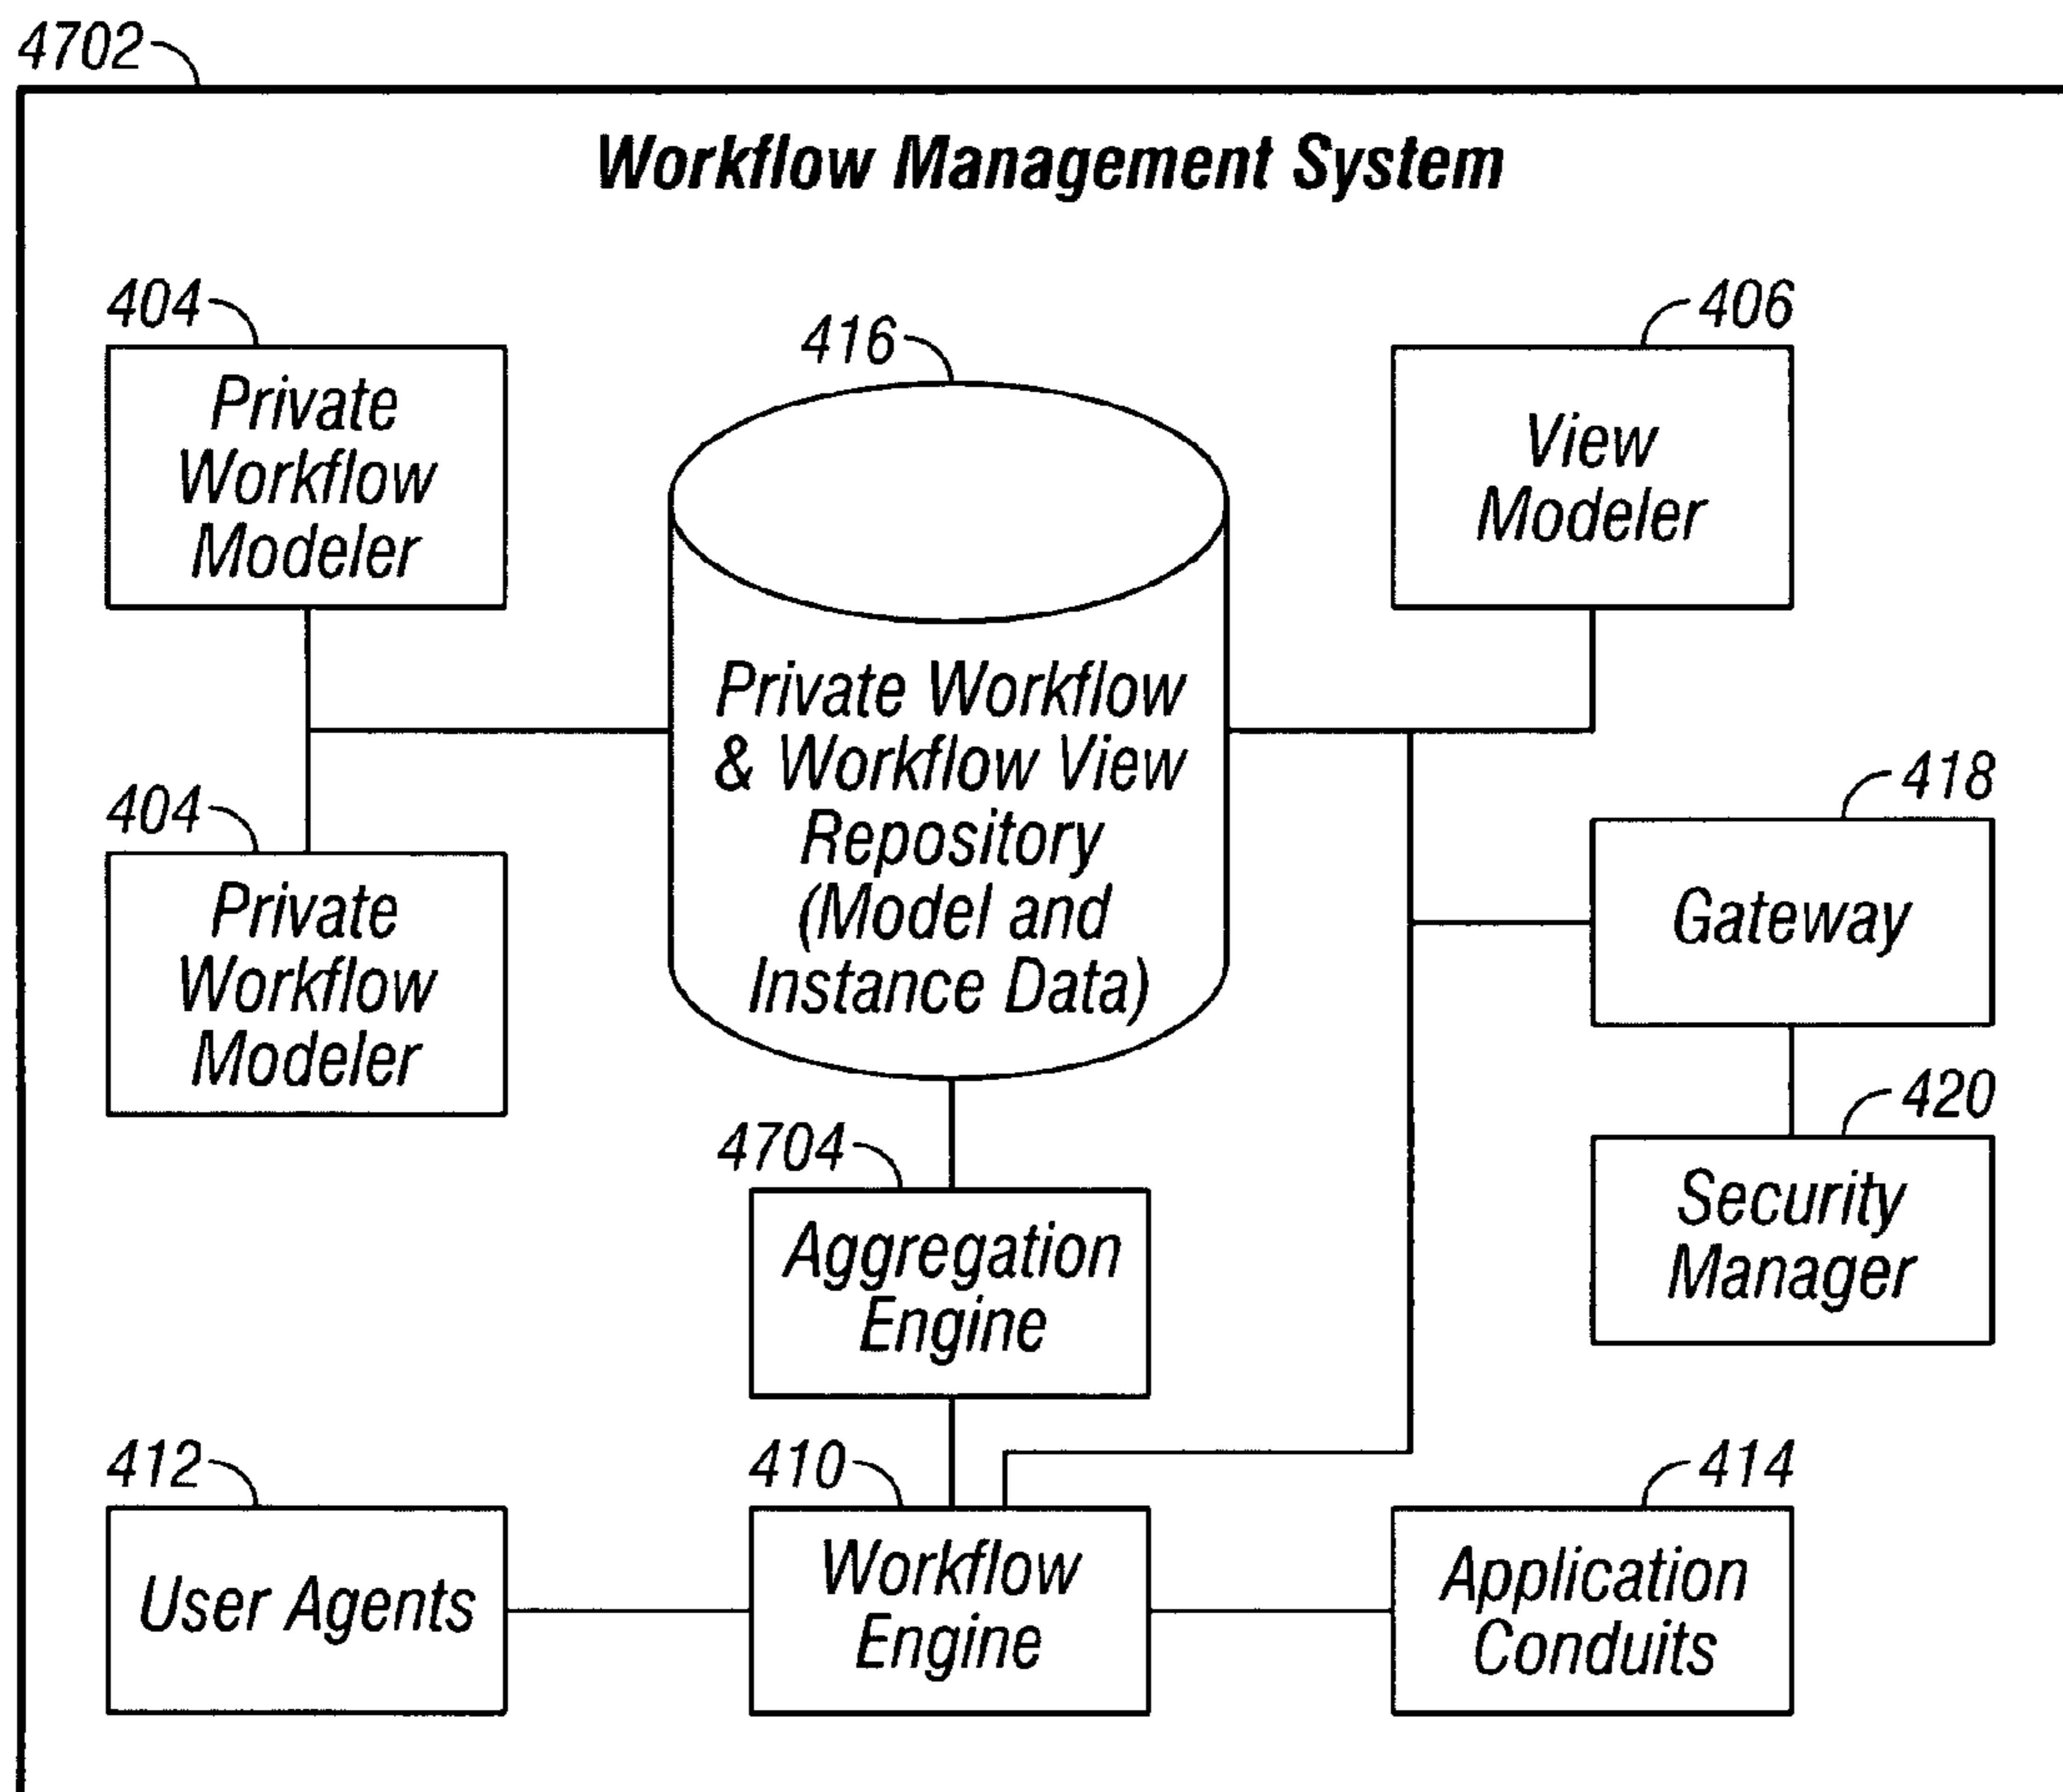 4702
Workflow Management System
404
Private
Workflow
Modeler
416
Private Workflow
& Workflow View
Repository
(Model and
Instance Data)
406
View
Modeler
404
Private
Workflow
Modeler
418
Gateway
420
Security
Manager
4704
Aggregation
Engine
412
User Agents
410
Workflow
Engine
414
Application
Conduits